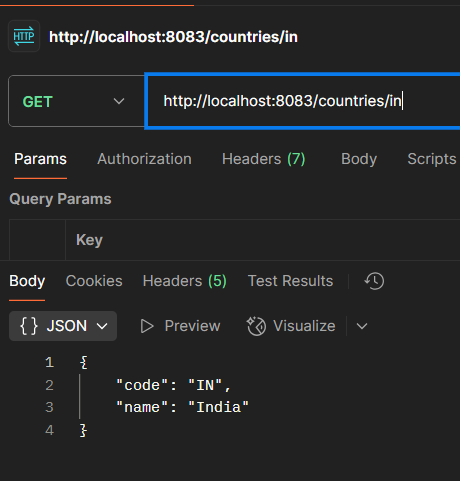 HTTP http://localhost:8083/countries/in
GET http://localhost:8083/countries/in
Params Authorization Headers (7) Body Scripts
Query Params
Key
Body Cookies Headers (5) Test Results
{} JSON Preview Visualize
1 {
2 "code": "IN",
3 "name": "India"
4 }